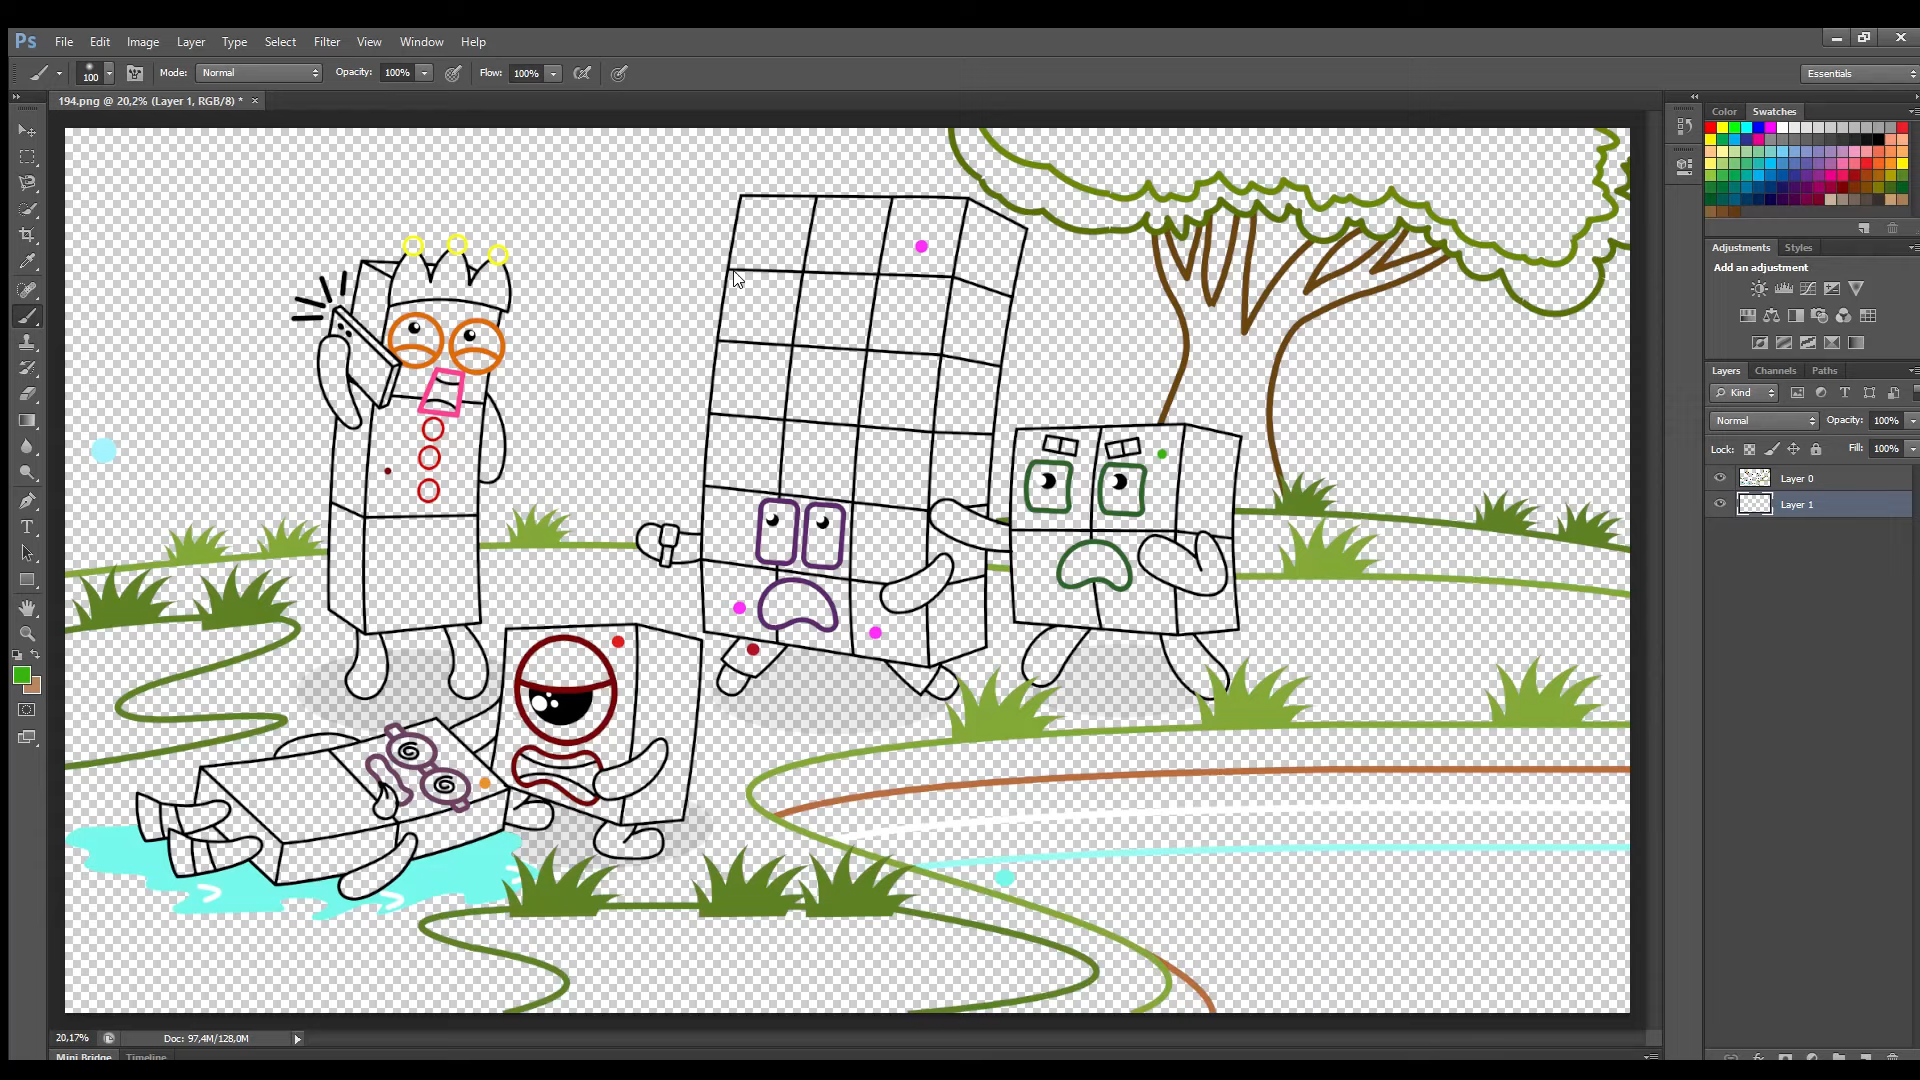 Ps File Edit Image Layer Type Select Filter View Window Help
100 Mode: Normal Opacity: 100% Flow: 100% Essentials
194.png @ 20,2% (Layer 1, RGB/8) * ×
Color Swatches
Adjustments Styles
Add an adjustment
Layers Channels Paths
Kind
Normal Opacity: 100%
Lock: Fill: 100%
Layer 0
Layer 1
20,17% Doc: 97,4M/128,0M
Mini Bridge Timeline